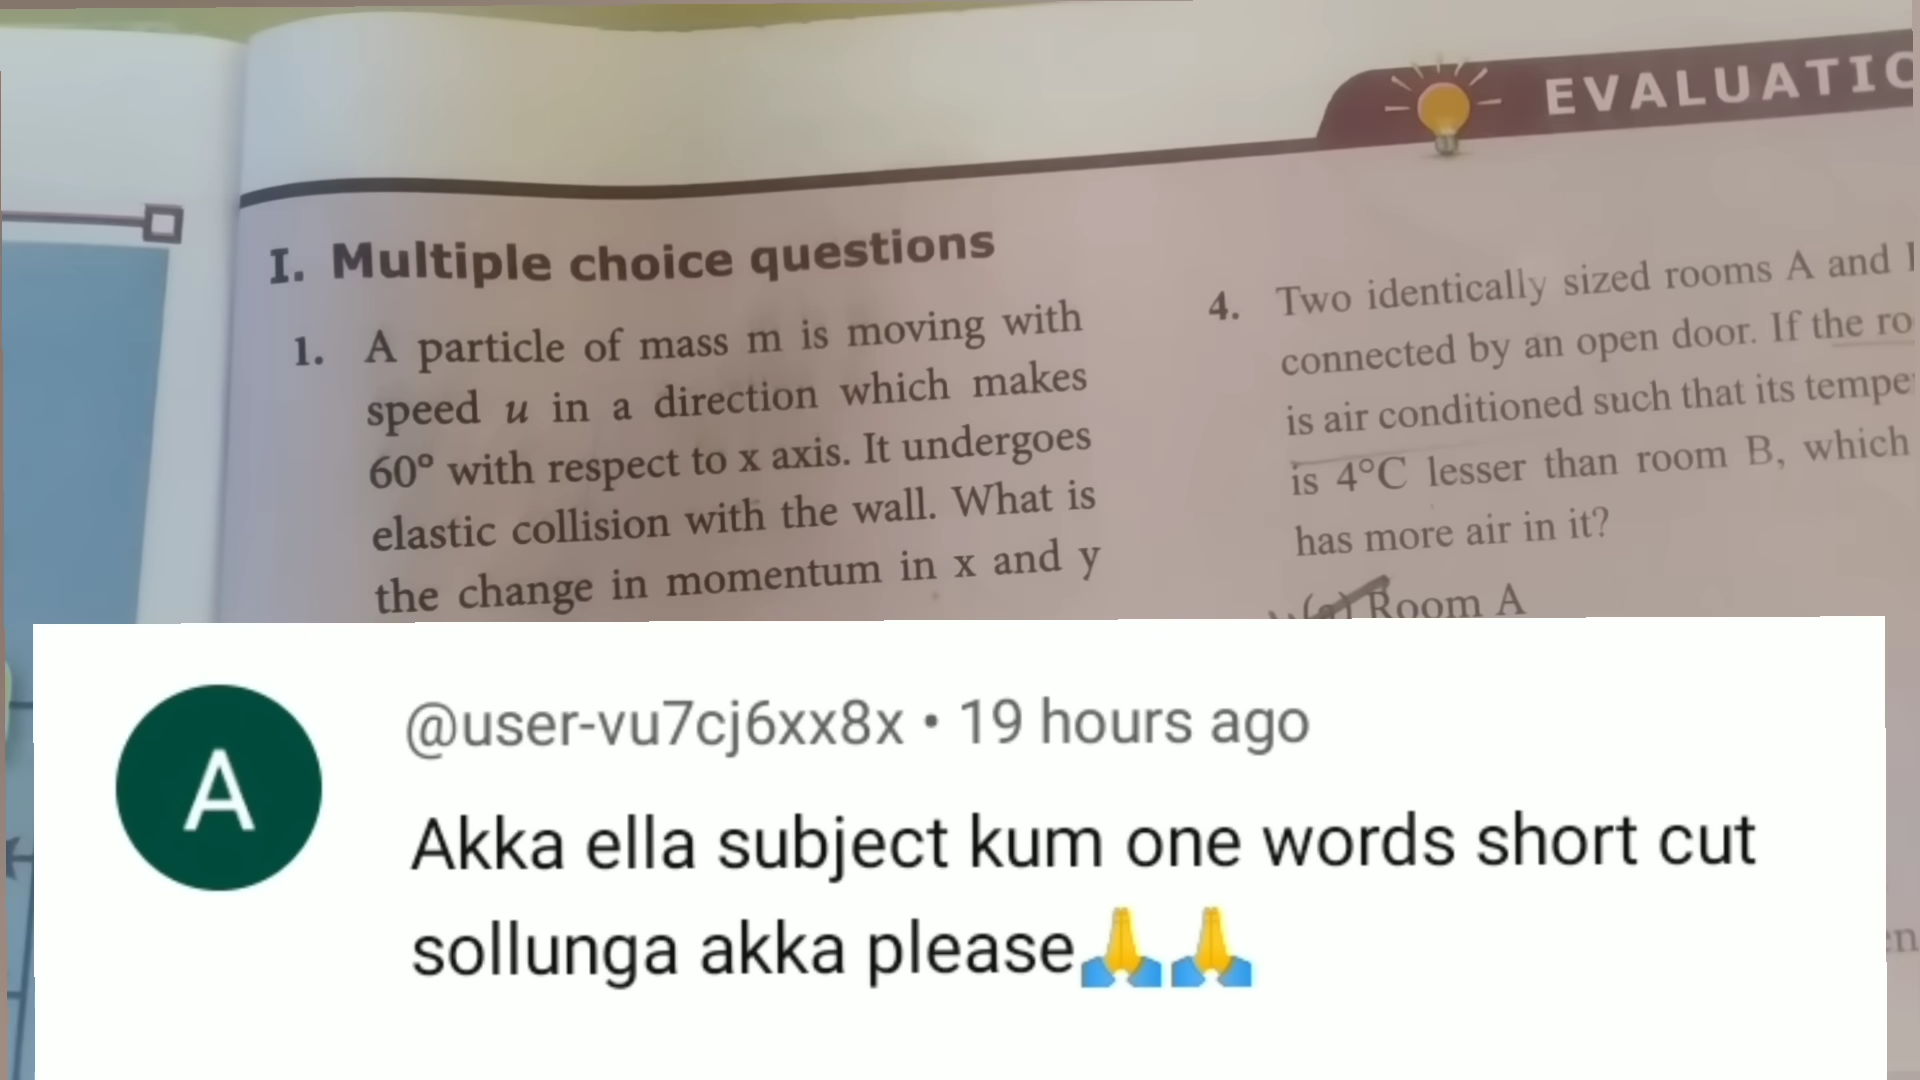 EVALUATIO
I. Multiple choice questions
1. A particle of mass m is moving with
speed u in a direction which makes
60° with respect to x axis. It undergoes
elastic collision with the wall. What is
the change in momentum in x and y
4. Two identically sized rooms A and
connected by an open door. If the ro
is air conditioned such that its tempe
is 4°C lesser than room B, which
has more air in it?
(a) Room A
@user-vu7cj6xx8x • 19 hours ago
A
Akka ella subject kum one words short cut
sollunga akka please🙏🙏